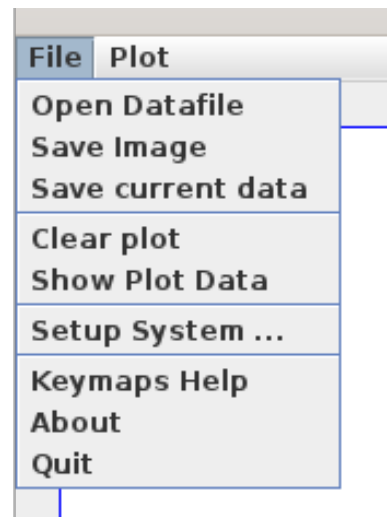 File Plot
Open Datafile
Save Image
Save current data
Clear plot
Show Plot Data
Setup System ...
Keymaps Help
About
Quit